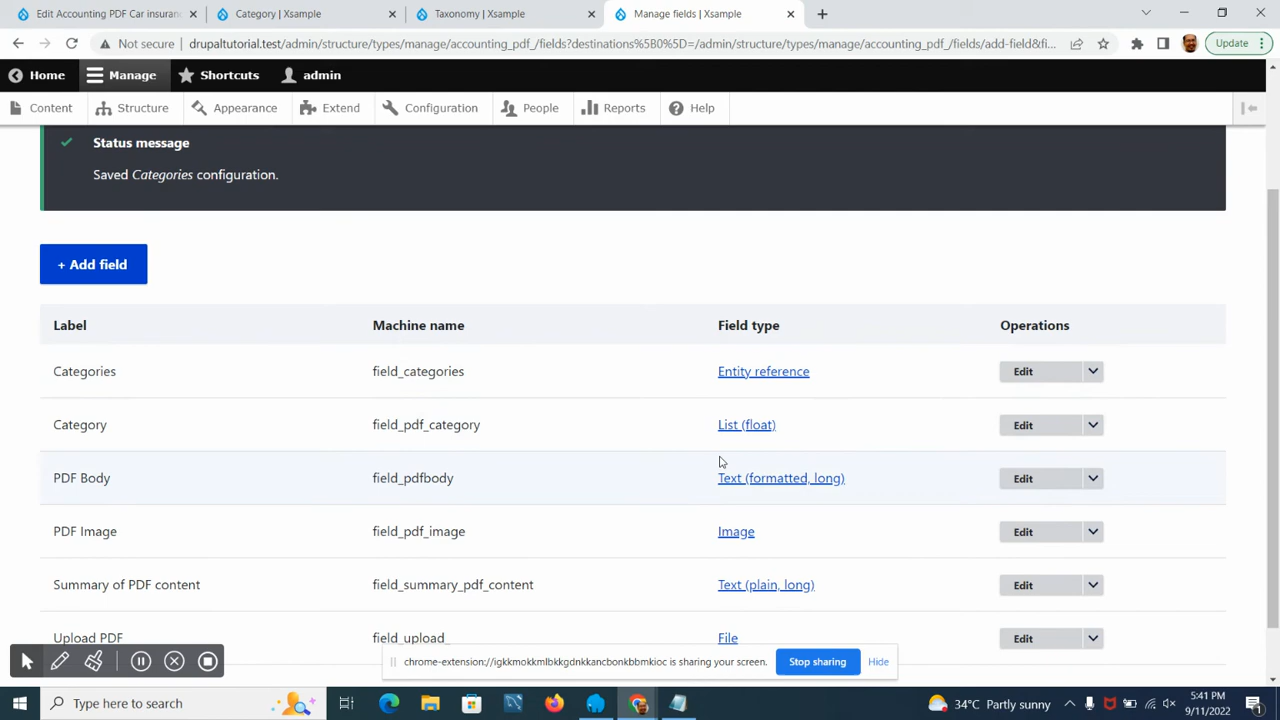 Edit Accounting PDF Car insuran
Category | Xsample
Taxonomy | Xsample
Manage fields | Xsample
Not secure
drupaltutorial.test/admin/structure/types/manage/accounting_pdf_/fields?destinations%5B0%5D=/admin/structure/types/manage/accounting_pdf_/fields/add-field&fi...
Update
Home
Manage
Shortcuts
admin
Content
Structure
Appearance
Extend
Configuration
People
Reports
Help
Status message
Saved Categories configuration.
+ Add field
Label Machine name Field type Operations
Categories field_categories Entity reference Edit
Category field_pdf_category List (float) Edit
PDF Body field_pdfbody Text (formatted, long) Edit
PDF Image field_pdf_image Image Edit
Summary of PDF content field_summary_pdf_content Text (plain, long) Edit
Upload PDF field_upload_ File Edit
chrome-extension://igkkmokkmlbkkgdnkkancbonkbbmkioc is sharing your screen.
Stop sharing
Hide
Type here to search
34°C Partly sunny
5:41 PM
9/11/2022
1